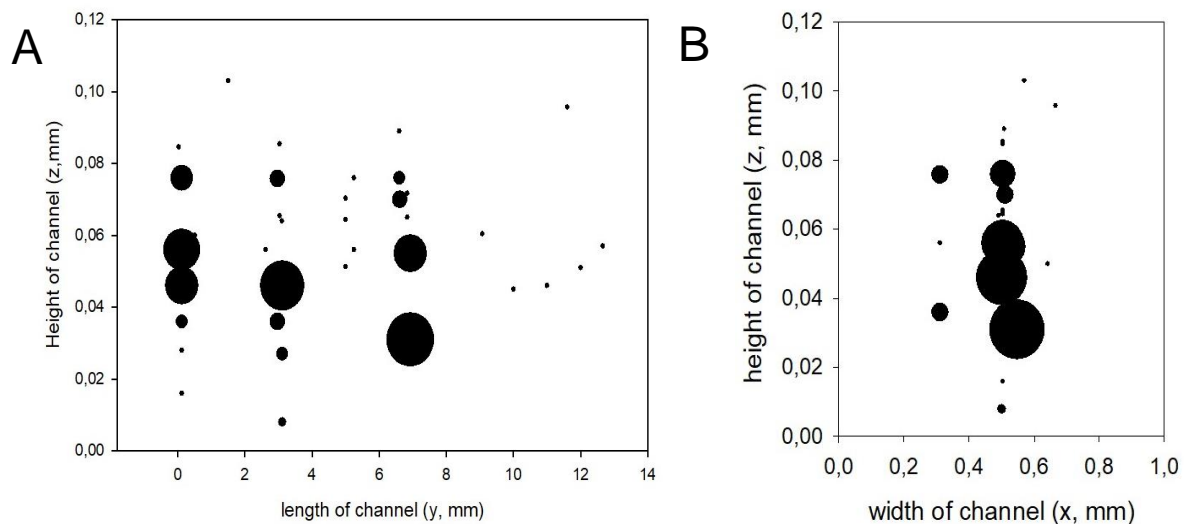 A
Height of channel (z,mm)
0,12
0,10
0,08
0,06
0,04
0,02
0,00
0 2 4 6 8 10 12 14
length of channel (y, mm)
B
height of channel (z, mm)
0,12
0,10
0,08
0,06
0,04
0,02
0,00
0,0 0,2 0,4 0,6 0,8 1,0
width of channel (x, mm)